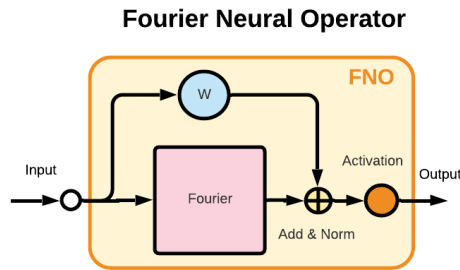 Fourier Neural Operator
FNO
W
Input
Activation
Output
Fourier
Add & Norm